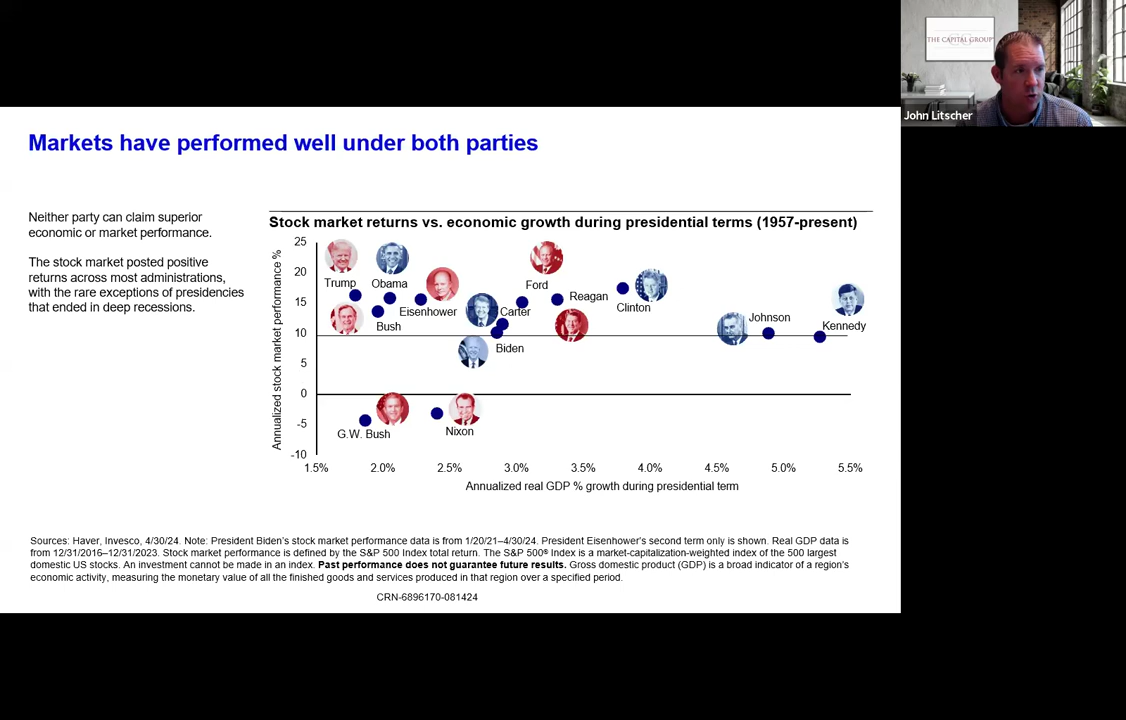 THE CAPITAL GROUP
John Litscher
Markets have performed well under both parties
Neither party can claim superior
economic or market performance.
The stock market posted positive
returns across most administrations,
with the rare exceptions of presidencies
that ended in deep recessions.
Stock market returns vs. economic growth during presidential terms (1957-present)
Annualized stock market performance %
25
20
15
10
5
0
-5
-10
Trump
Obama
Bush
Eisenhower
Carter
Biden
Ford
Reagan
Clinton
Johnson
Kennedy
G.W. Bush
Nixon
1.5%
2.0%
2.5%
3.0%
3.5%
4.0%
4.5%
5.0%
5.5%
Annualized real GDP % growth during presidential term
Sources: Haver, Invesco, 4/30/24. Note: President Biden's stock market performance data is from 1/20/21–4/30/24. President Eisenhower's second term only is shown. Real GDP data is
from 12/31/2016–12/31/2023. Stock market performance is defined by the S&P 500 Index total return. The S&P 500® Index is a market-capitalization-weighted index of the 500 largest
domestic US stocks. An investment cannot be made in an index. Past performance does not guarantee future results. Gross domestic product (GDP) is a broad indicator of a region's
economic activity, measuring the monetary value of all the finished goods and services produced in that region over a specified period.
CRN-6896170-081424